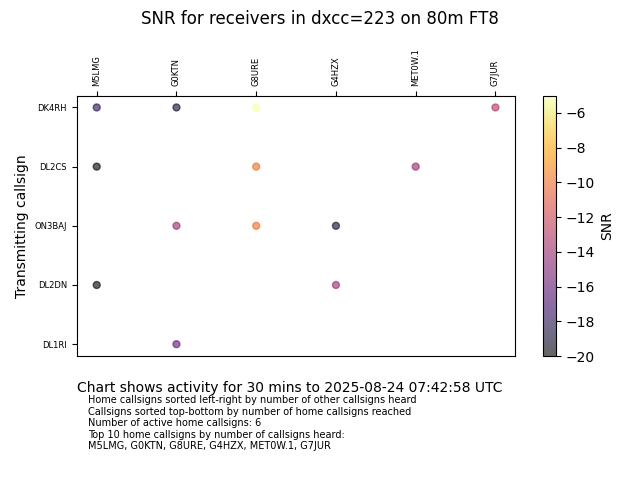 SNR for receivers in dxcc=223 on 80m FT8
M5LMG
G0KTN
G8URE
G4HZX
MET0W.1
G7JUR
DK4RH
DL2CS
ON3BAJ
DL2DN
DL1RI
Transmitting callsign
−6
−8
−10
−12
−14
−16
−18
−20
SNR
Chart shows activity for 30 mins to 2025-08-24 07:42:58 UTC
Home callsigns sorted left-right by number of other callsigns heard
Callsigns sorted top-bottom by number of home callsigns reached
Number of active home callsigns: 6
Top 10 home callsigns by number of callsigns heard:
M5LMG, G0KTN, G8URE, G4HZX, MET0W.1, G7JUR